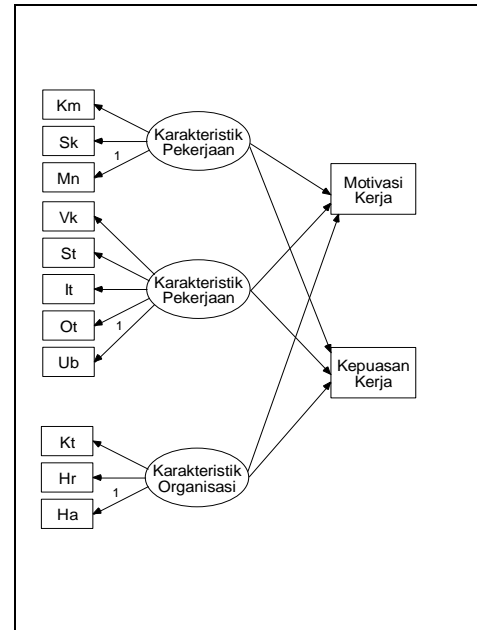 Km
Sk
1
Mn
Karakteristik
Pekerjaan
Vk
St
It
Ot
1
Ub
Karakteristik
Pekerjaan
Kt
Hr
1
Ha
Karakteristik
Organisasi
Motivasi
Kerja
Kepuasan
Kerja